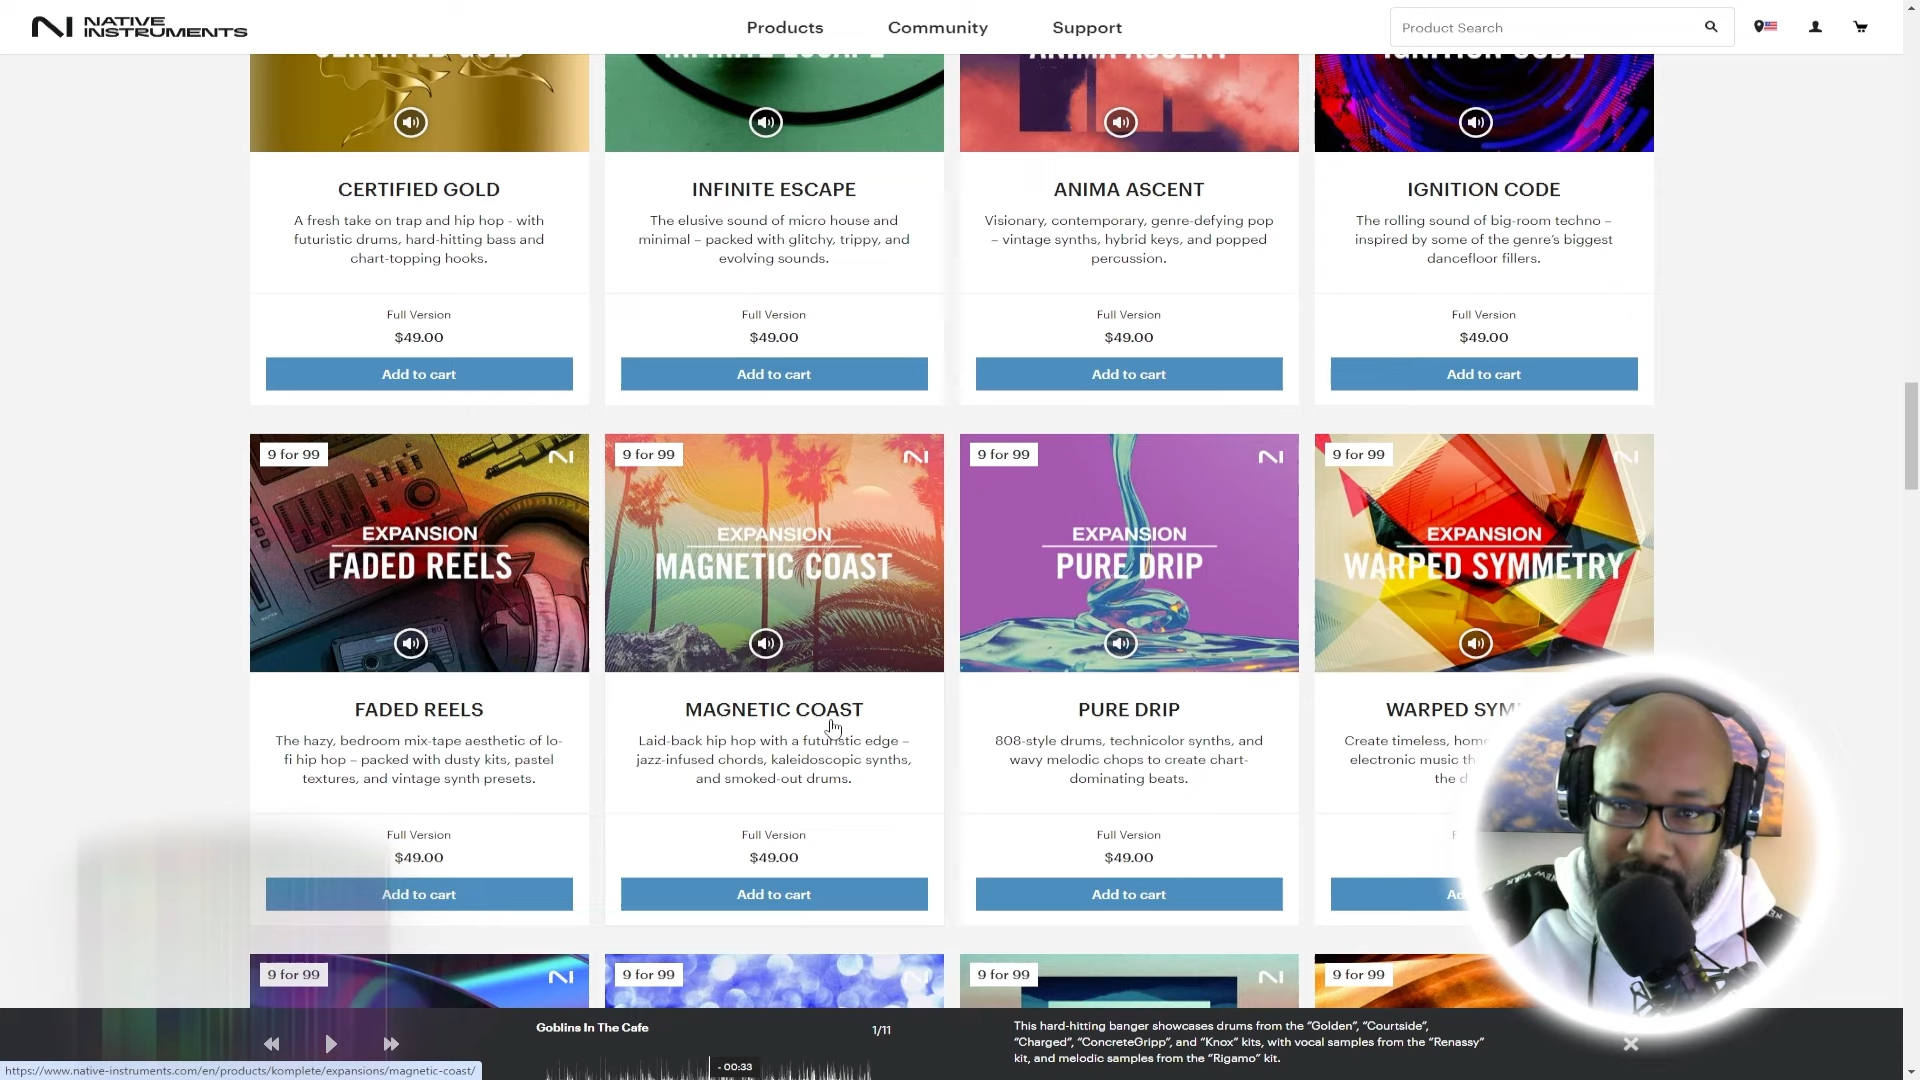 NATIVE
INSTRUMENTS
Products
Community
Support
Product Search
CERTIFIED GOLD
INFINITE ESCAPE
ANIMA ASCENT
IGNITION CODE
CERTIFIED GOLD
A fresh take on trap and hip hop - with
futuristic drums, hard-hitting bass and
chart-topping hooks.
Full Version
$49.00
Add to cart
INFINITE ESCAPE
The elusive sound of micro house and
minimal – packed with glitchy, trippy, and
evolving sounds.
Full Version
$49.00
Add to cart
ANIMA ASCENT
Visionary, contemporary, genre-defying pop
– vintage synths, hybrid keys, and popped
percussion.
Full Version
$49.00
Add to cart
IGNITION CODE
The rolling sound of big-room techno –
inspired by some of the genre's biggest
dancefloor fillers.
Full Version
$49.00
Add to cart
9 for 99
EXPANSION
FADED REELS
FADED REELS
The hazy, bedroom mix-tape aesthetic of lo-
fi hip hop – packed with dusty kits, pastel
textures, and vintage synth presets.
Full Version
$49.00
Add to cart
9 for 99
EXPANSION
MAGNETIC COAST
MAGNETIC COAST
Laid-back hip hop with a futuristic edge –
jazz-infused chords, kaleidoscopic synths,
and smoked-out drums.
Full Version
$49.00
Add to cart
9 for 99
EXPANSION
PURE DRIP
PURE DRIP
808-style drums, technicolor synths, and
wavy melodic chops to create chart-
dominating beats.
Full Version
$49.00
Add to cart
9 for 99
EXPANSION
WARPED SYMMETRY
WARPED SYM
Create timeless, home
electronic music th
the d
9 for 99
9 for 99
9 for 99
9 for 99
Goblins In The Cafe
1/11
- 00:33
This hard-hitting banger showcases drums from the “Golden”, “Courtside”,
“Charged”, “ConcreteGripp”, and “Knox” kits, with vocal samples from the “Renassy”
kit, and melodic samples from the “Rigamo” kit.
https://www.native-instruments.com/en/products/komplete/expansions/magnetic-coast/